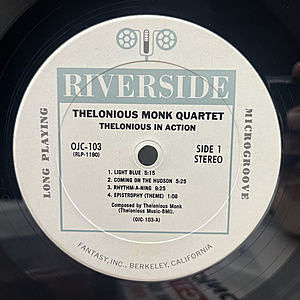 RIVERSIDE
THELONIOUS MONK QUARTET
THELONIOUS IN ACTION
OJC-103
(RLP-1190)
SIDE 1
STEREO
LONG PLAYING
MICROGROOVE
1. LIGHT BLUE 5:15
2. COMING ON THE HUDSON 5:25
3. RHYTHM-A-NING 9:25
4. EPISTROPHY (THEME) 1:08
Composed by Thelonious Monk
(Thelonious Music-BMI).
(OJC-103-A)
FANTASY, INC., BERKELEY, CALIFORNIA